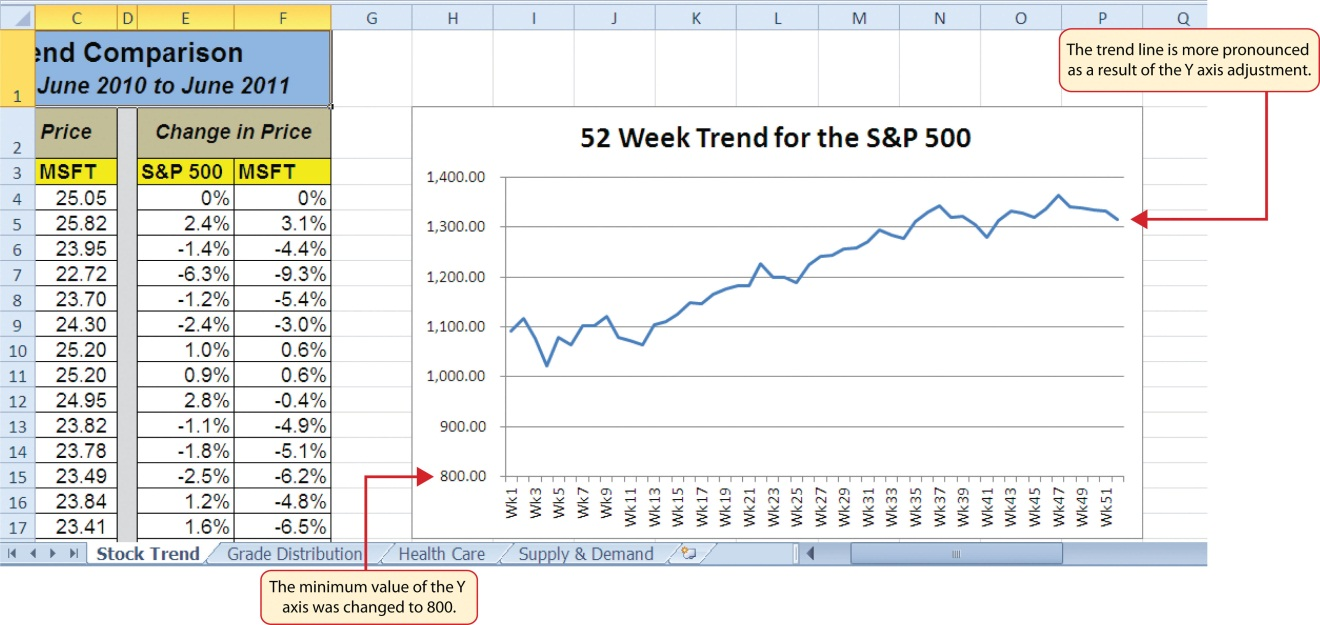 C D E F G H I J K L M N O P Q
end Comparison
June 2010 to June 2011
1
2 Price Change in Price
3 MSFT S&P 500 MSFT
4 25.05 0% 0%
5 25.82 2.4% 3.1%
6 23.95 -1.4% -4.4%
7 22.72 -6.3% -9.3%
8 23.70 -1.2% -5.4%
9 24.30 -2.4% -3.0%
10 25.20 1.0% 0.6%
11 25.20 0.9% 0.6%
12 24.95 2.8% -0.4%
13 23.82 -1.1% -4.9%
14 23.78 -1.8% -5.1%
15 23.49 -2.5% -6.2%
16 23.84 1.2% -4.8%
17 23.41 1.6% -6.5%
52 Week Trend for the S&P 500
1,400.00
1,300.00
1,200.00
1,100.00
1,000.00
900.00
800.00
Wk1 Wk3 Wk5 Wk7 Wk9 Wk11 Wk13 Wk15 Wk17 Wk19 Wk21 Wk23 Wk25 Wk27 Wk29 Wk31 Wk33 Wk35 Wk37 Wk39 Wk41 Wk43 Wk45 Wk47 Wk49 Wk51
The trend line is more pronounced
as a result of the Y axis adjustment.
Stock Trend Grade Distribution Health Care Supply & Demand
The minimum value of the Y
axis was changed to 800.